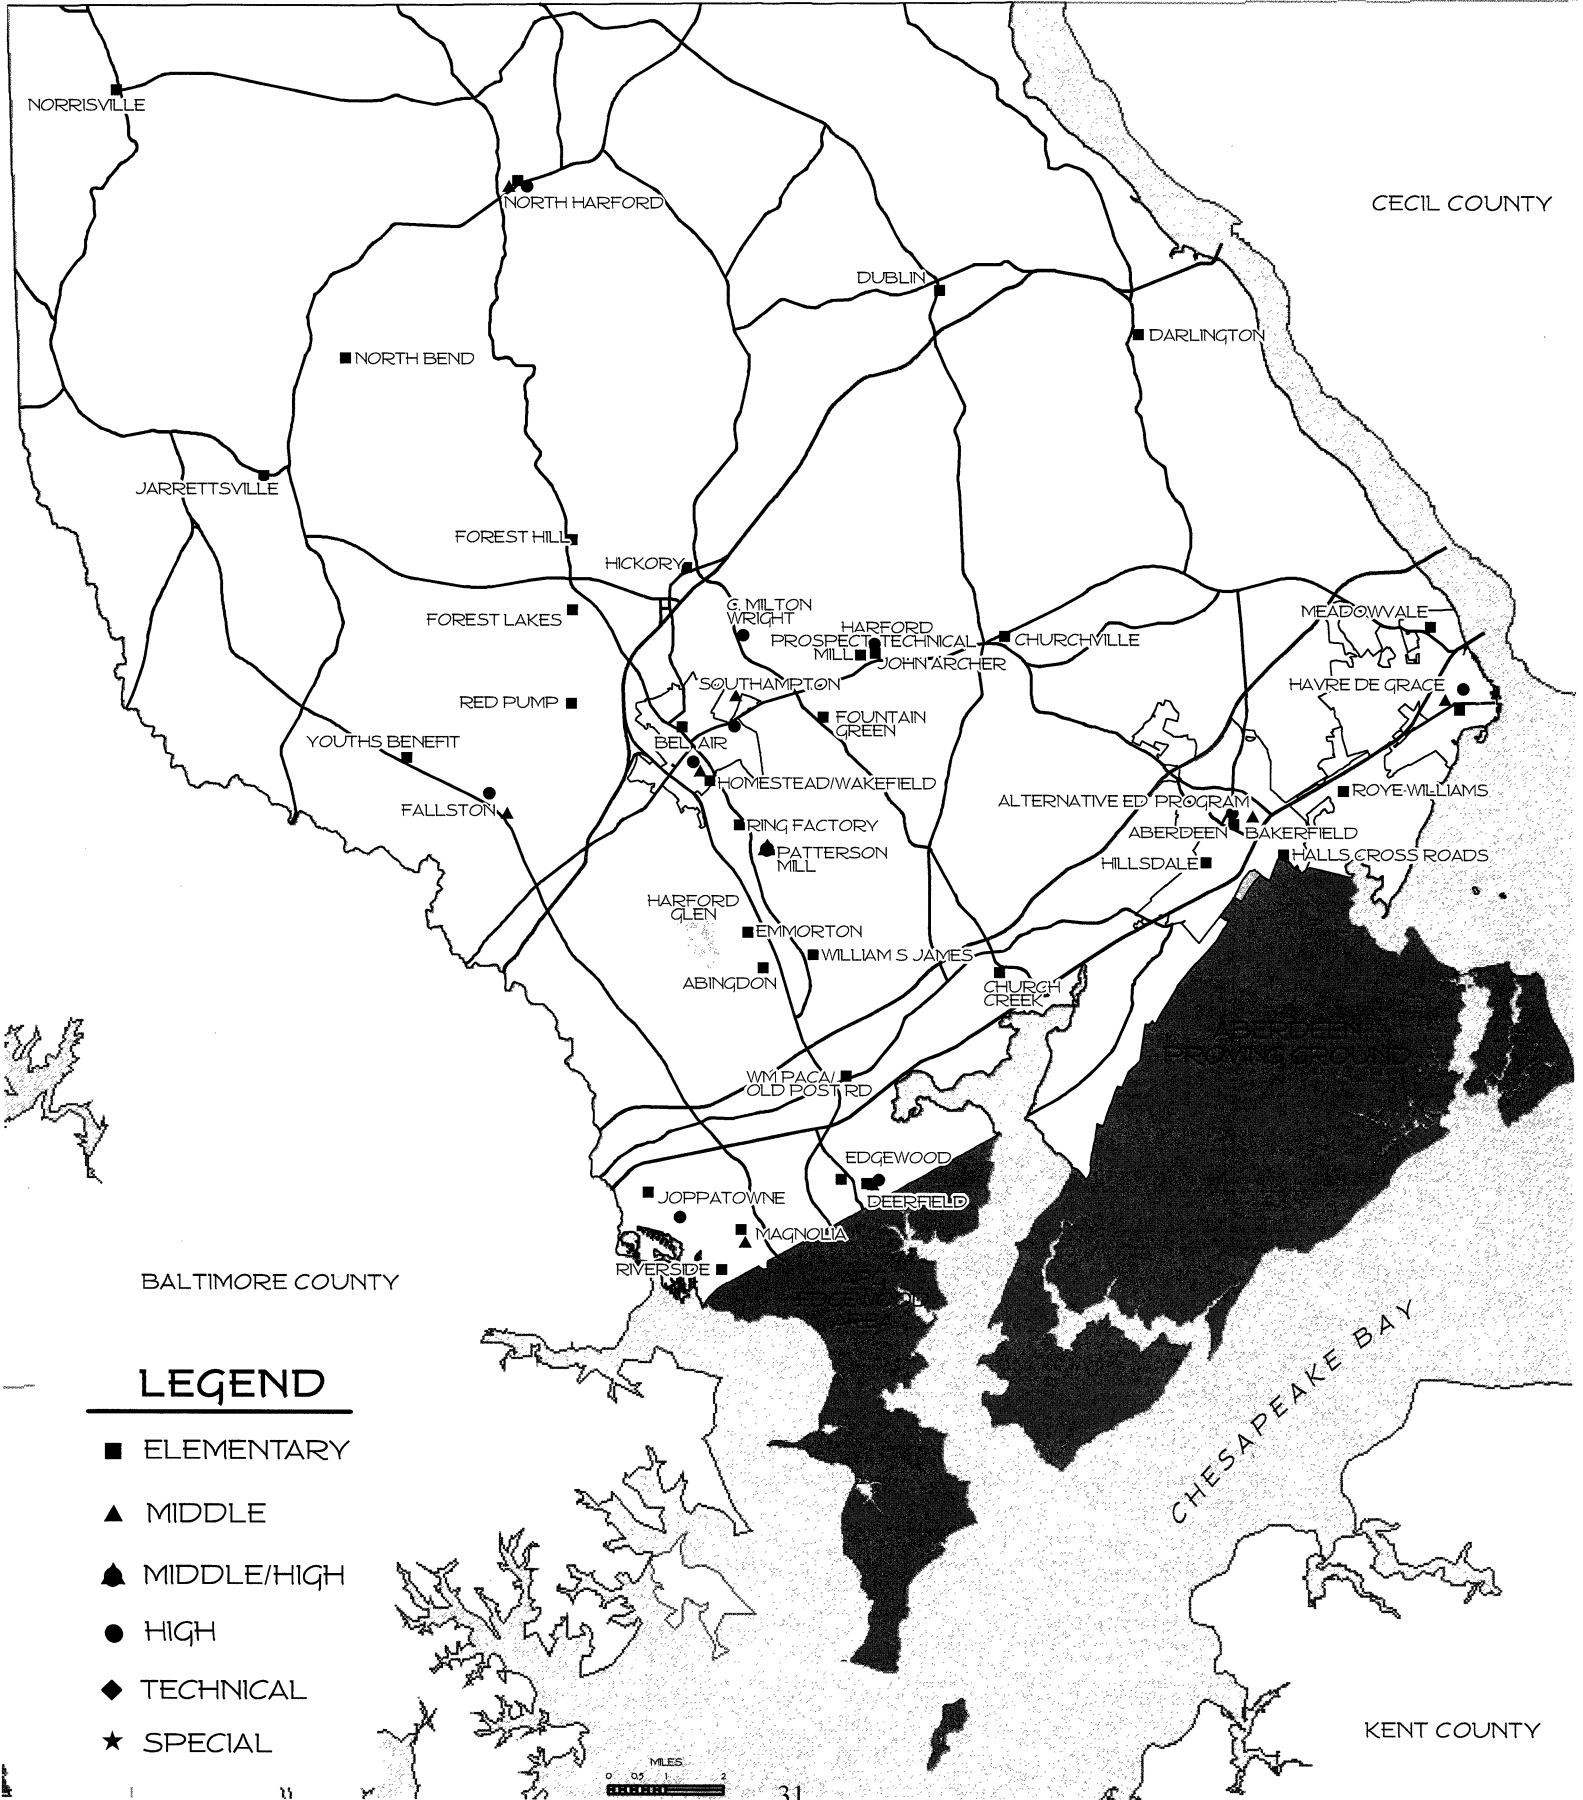 NORRISVILLE
NORTH HARFORD
CECIL COUNTY
DUBLIN
DARLINGTON
NORTH BEND
JARRETTSVILLE
FOREST HILL
HICKORY
C. MILTON
WRIGHT
FOREST LAKES
MEADOWVALE
HARFORD
TECHNICAL
PROSPECT
MILL
JOHN ARCHER
CHURCHVILLE
SOUTHAMPTON
HAVRE DE GRACE
RED PUMP
FOUNTAIN
GREEN
YOUTHS BENEFIT
BEL AIR
HOMESTEAD/WAKEFIELD
ROYE-WILLIAMS
ALTERNATIVE ED PROGRAM
FALLSTON
RING FACTORY
ABERDEEN
BAKERFIELD
PATTERSON
MILL
HILLSDALE
HALLS CROSS ROADS
HARFORD
GLEN
EMMORTON
WILLIAM S JAMES
ABINGDON
CHURCH
CREEK
ABERDEEN
PROVING GROUND
WM PACA/
OLD POST RD
EDGEWOOD
DEERFIELD
JOPPATOWNE
MAGNOLIA
RIVERSIDE
APG
EDGEWOOD
AREA
BALTIMORE COUNTY
CHESAPEAKE BAY
LEGEND
ELEMENTARY
MIDDLE
MIDDLE/HIGH
HIGH
TECHNICAL
SPECIAL
KENT COUNTY
MILES
0 0.5 1 2
31